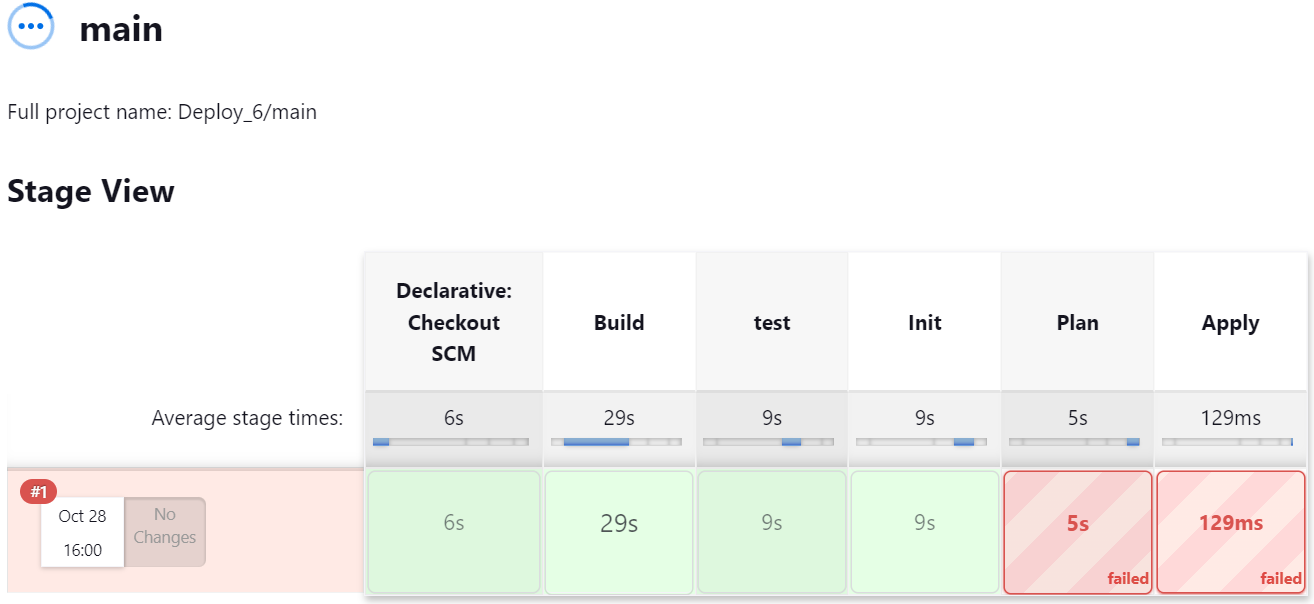 main
Full project name: Deploy_6/main
Stage View
Declarative:
Checkout
SCM
Build
test
Init
Plan
Apply
Average stage times:
6s
29s
9s
9s
5s
129ms
#1
Oct 28
16:00
No
Changes
6s
29s
9s
9s
5s
failed
129ms
failed